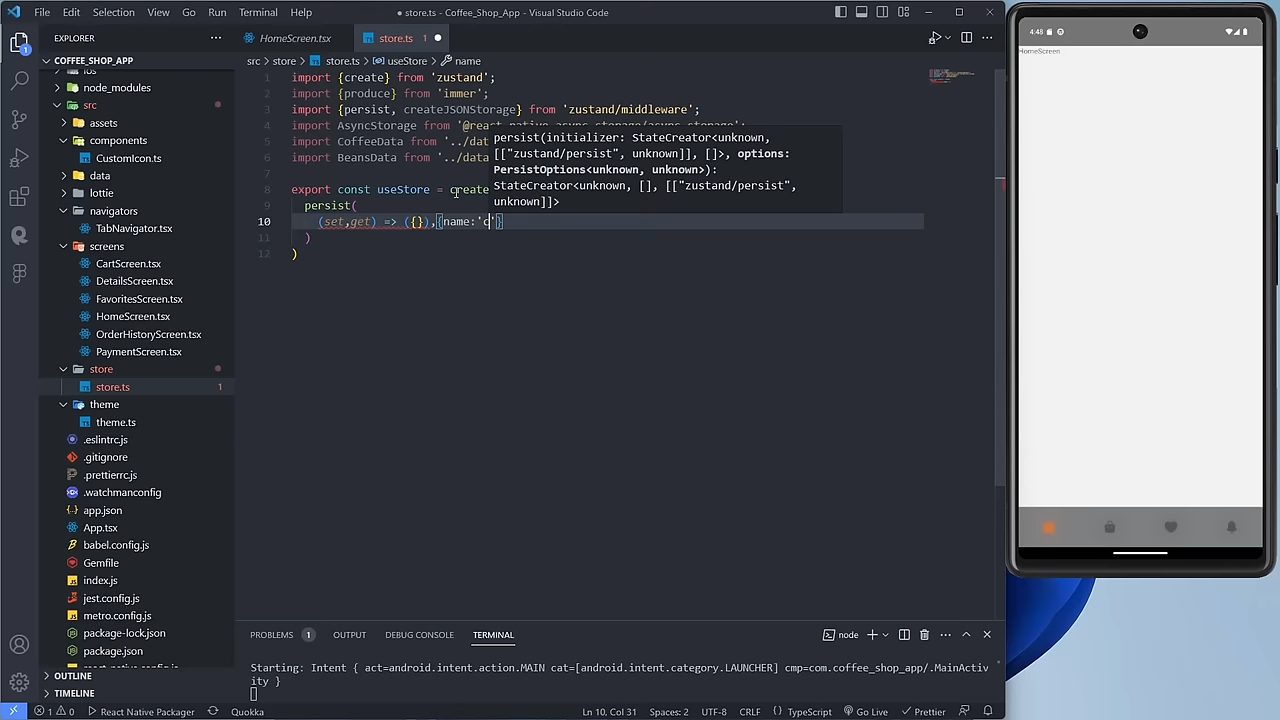 File Edit Selection View Go Run Terminal Help
● store.ts - Coffee_Shop_App - Visual Studio Code
EXPLORER
COFFEE_SHOP_APP
node_modules
src
assets
components
CustomIcon.ts
data
lottie
navigators
TabNavigator.tsx
screens
CartScreen.tsx
DetailsScreen.tsx
FavoritesScreen.tsx
HomeScreen.tsx
OrderHistoryScreen.tsx
PaymentScreen.tsx
store
store.ts 1
theme
theme.ts
.eslintrc.js
.gitignore
.prettierrc.js
.watchmanconfig
app.json
App.tsx
babel.config.js
Gemfile
index.js
jest.config.js
metro.config.js
package-lock.json
package.json
OUTLINE
TIMELINE
HomeScreen.tsx
store.ts 1
src > store > ... > useStore > name
1 import {create} from 'zustand';
2 import {produce} from 'immer';
3 import {persist, createJSONStorage} from 'zustand/middleware';
4 import AsyncStorage from
5 import CoffeeData from '../dat
6 import BeansData from '../data
7
8 export const useStore = create
9 persist(
10 (set,get) => ({}),{name:'c'}
11 )
12 )
persist(initializer: StateCreator<unknown,
[["zustand/persist", unknown]], []>, options:
PersistOptions<unknown, unknown>):
StateCreator<unknown, [], [["zustand/persist",
unknown]]>
PROBLEMS 1 OUTPUT DEBUG CONSOLE TERMINAL
node
Starting: Intent { act=android.intent.action.MAIN cat=[android.intent.category.LAUNCHER] cmp=com.coffee_shop_app/.MainActiv
ity }
1 0 React Native Packager Quokka
Ln 10, Col 31 Spaces: 2 UTF-8 CRLF {} TypeScript Go Live Prettier
4:48
HomeScreen